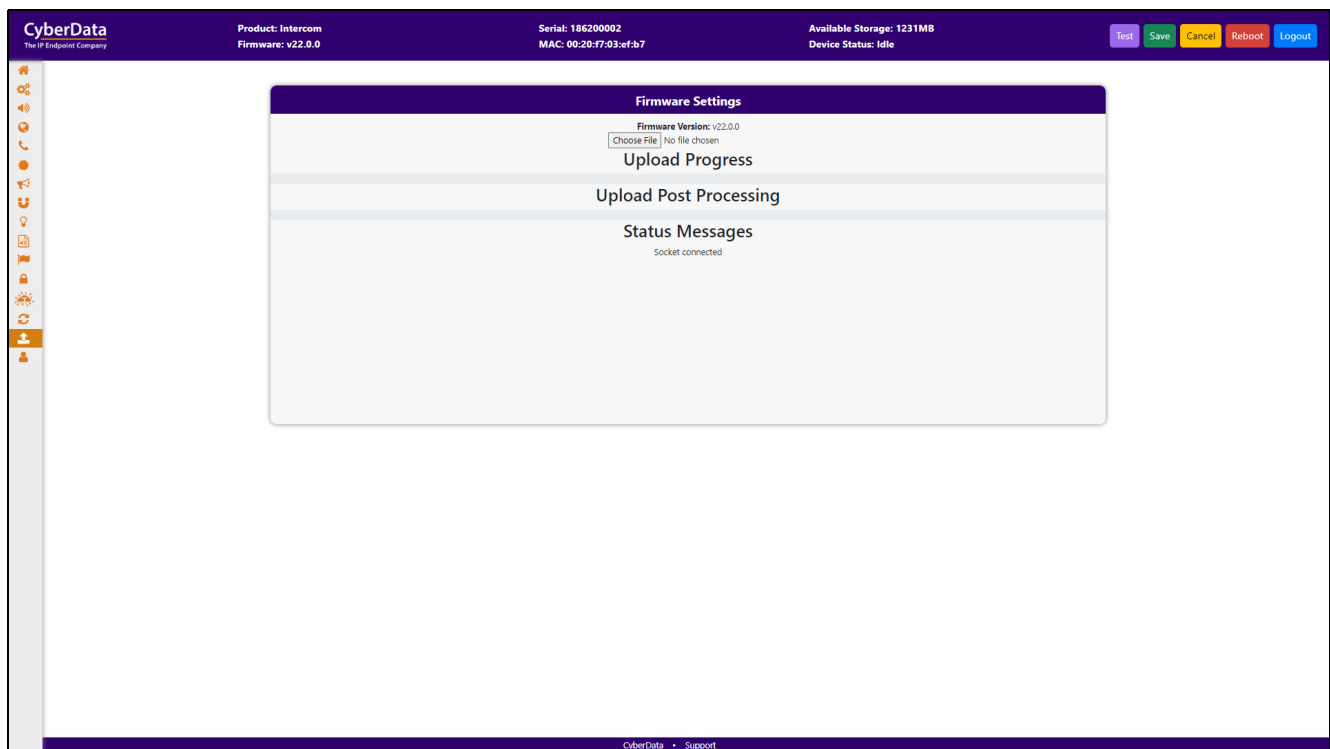 CyberData
The IP Endpoint Company
Product: Intercom
Firmware: v22.0.0
Serial: 186200002
MAC: 00:20:f7:03:ef:b7
Available Storage: 1231MB
Device Status: Idle
Test Save Cancel Reboot Logout
Firmware Settings
Firmware Version: v22.0.0
Choose File No file chosen
Upload Progress
Upload Post Processing
Status Messages
Socket connected
CyberData • Support